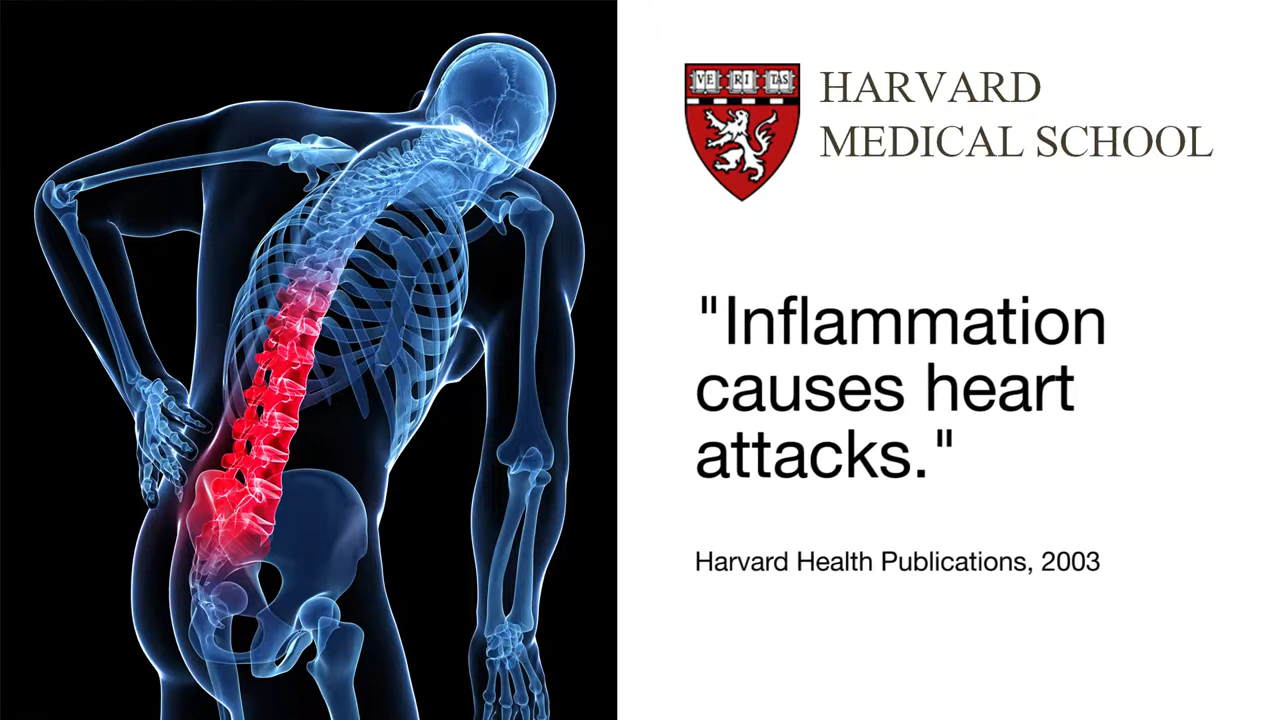 VE RI TAS
HARVARD
MEDICAL SCHOOL
"Inflammation
causes heart
attacks."
Harvard Health Publications, 2003